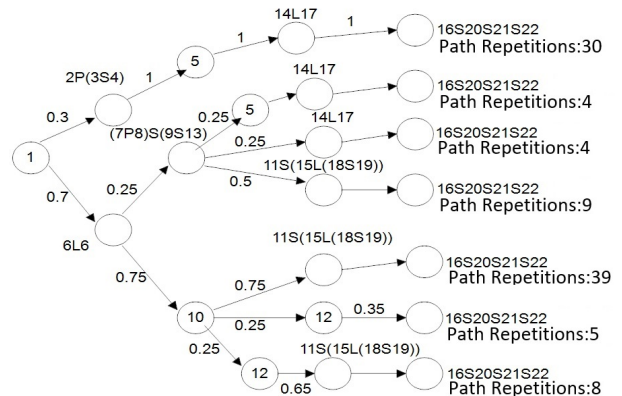 14L17
1
16S20S21S22
Path Repetitions:30
1
5
2P(3S4)
1
14L17
16S20S21S22
Path Repetitions:4
0.3
5
0.25
(7P8)S(9S13)
14L17
16S20S21S22
Path Repetitions:4
0.25
1
11S(15L(18S19))
0.5
16S20S21S22
Path Repetitions:9
0.25
0.7
6L6
11S(15L(18S19))
16S20S21S22
Path Repetitions:39
0.75
0.75
10
12
0.35
16S20S21S22
Path Repetitions:5
0.25
0.25
11S(15L(18S19))
12
0.65
16S20S21S22
Path Repetitions:8